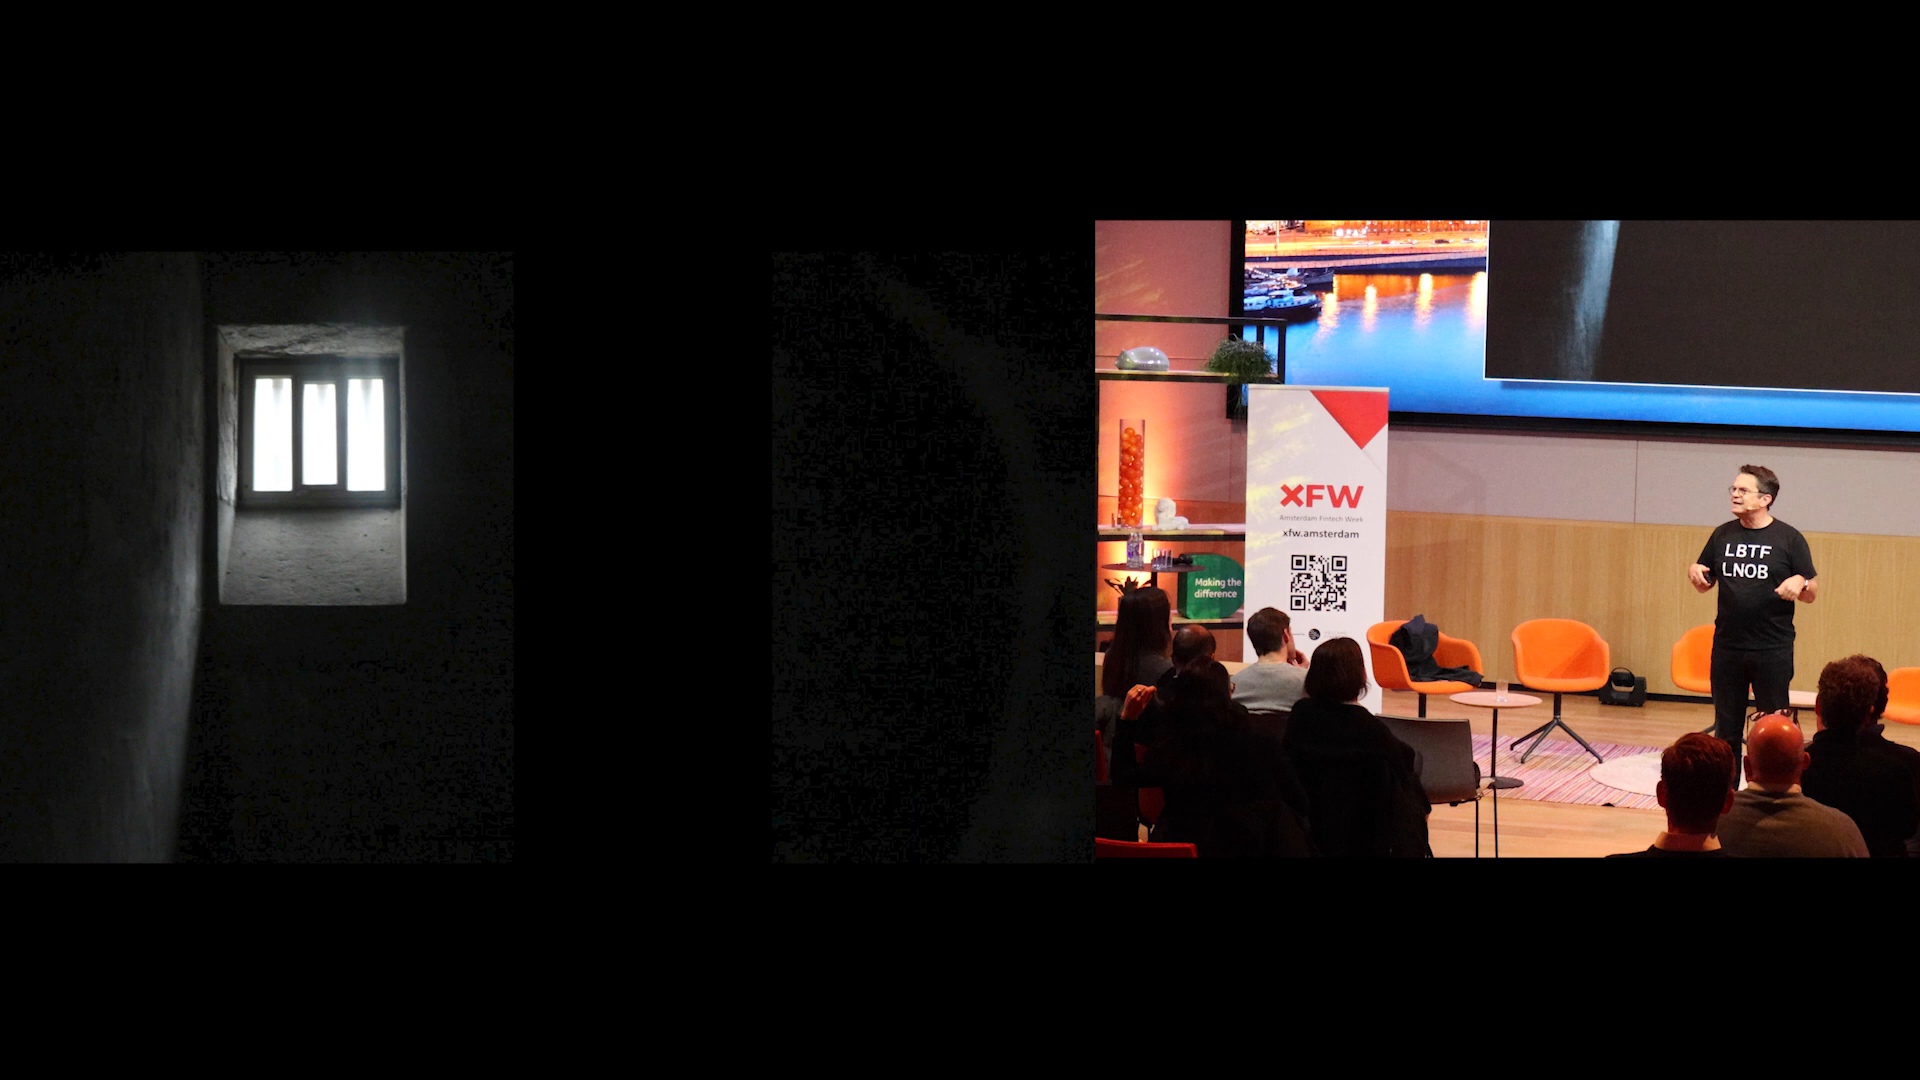 XFW
Amsterdam Fintech Week
xfw.amsterdam
Making the
difference
LBTF
LNOB